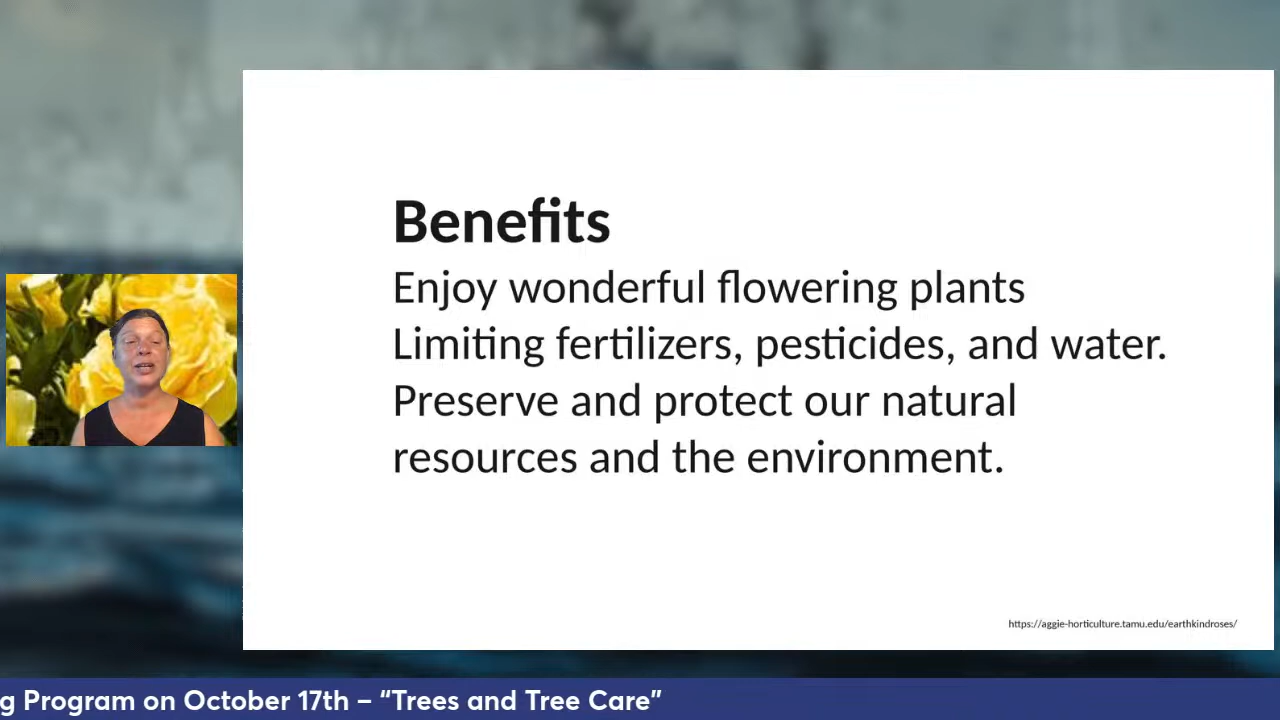 Benefits
Enjoy wonderful flowering plants
Limiting fertilizers, pesticides, and water.
Preserve and protect our natural
resources and the environment.
https://aggie-horticulture.tamu.edu/earthkindroses/
g Program on October 17th – “Trees and Tree Care”